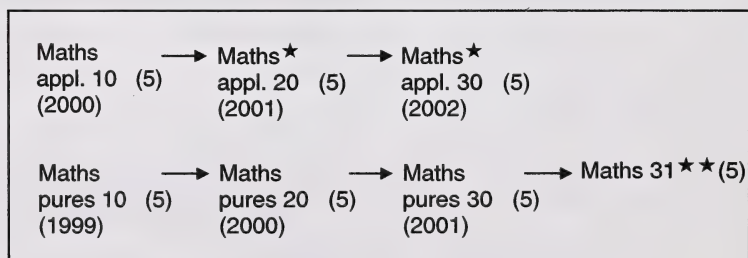 Maths → Maths★ → Maths★
appl. 10 (5) appl. 20 (5) appl. 30 (5)
(2000) (2001) (2002)
Maths → Maths → Maths → Maths 31★★(5)
pures 10 (5) pures 20 (5) pures 30 (5)
(1999) (2000) (2001)